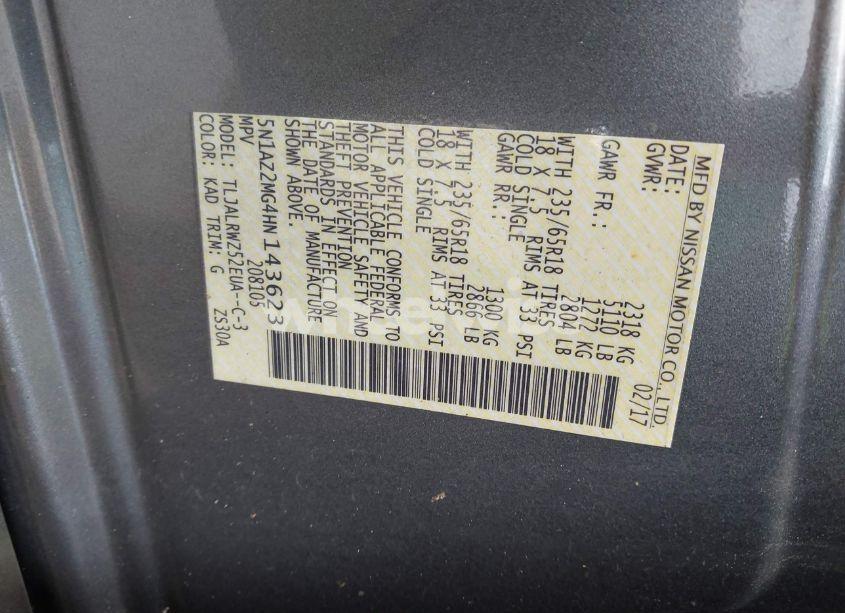 MFD BY NISSAN MOTOR CO., LTD.
DATE: 02/17
GVWR: 2318 KG
5110 LB
GAWR FR.: 1272 KG
2804 LB
WITH 235/65R18 TIRES
18 X 7.5 RIMS AT 33 PSI
COLD SINGLE
GAWR RR.: 1300 KG
2866 LB
WITH 235/65R18 TIRES
18 X 7.5 RIMS AT 33 PSI
COLD SINGLE
THIS VEHICLE CONFORMS TO
ALL APPLICABLE FEDERAL
MOTOR VEHICLE SAFETY AND
THEFT PREVENTION
STANDARDS IN EFFECT ON
THE DATE OF MANUFACTURE
SHOWN ABOVE.
5N1AZ2MG4HN143623
MPV 208105
MODEL: TLJALRWZ52EUA--C-3
COLOR: KAD TRIM: G ZS30A